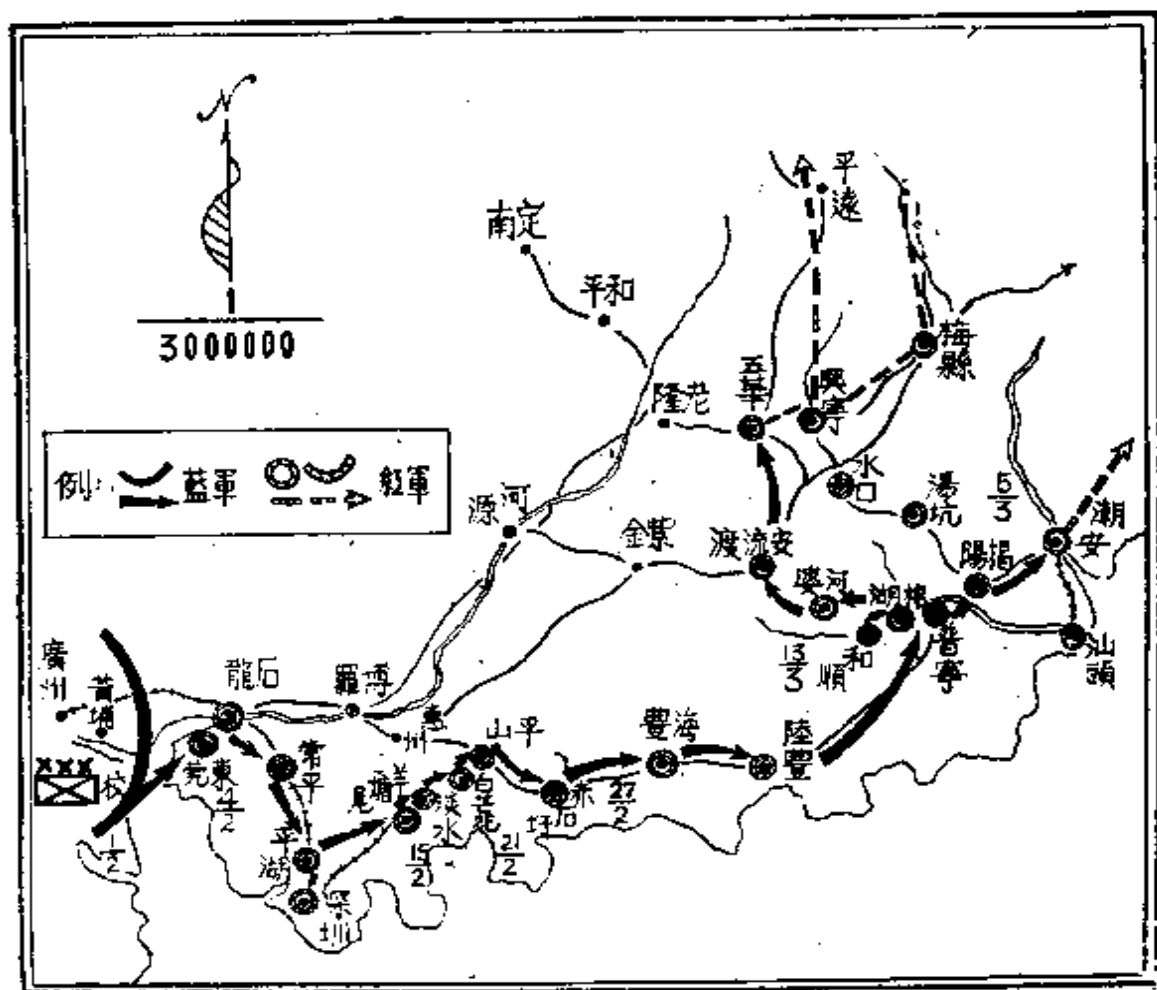 N
3000000
例
藍軍
紅軍
南定
平和
平遠
梅縣
興寧
五華
隆老
水口
湯坑
5/3
潮安
源河
金紫
渡流安
河婆
湖棉
陽揭
普寧
汕頭
和順
13/3
廣州
黃埔
校
1/2
龍石
東莞
4/2
常平
平湖
深圳
羅博
惠州
淡水
15/2
山平
白芒花
21/2
赤石圩
27/2
豐海
陸豐